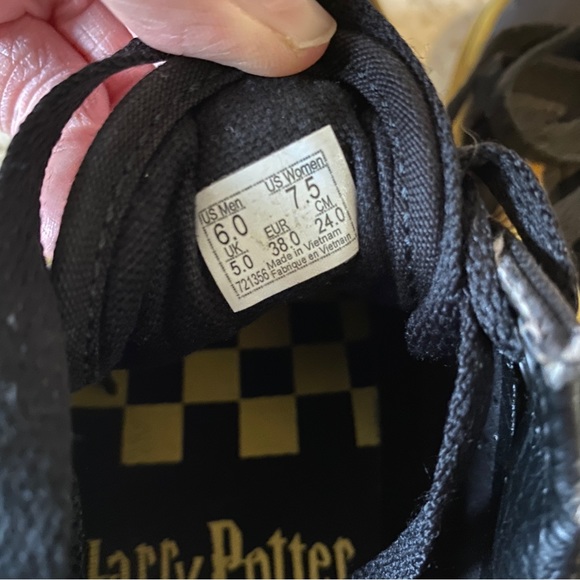 US Men US Women
6.0 7.5
UK EUR CM
5.0 38.0 24.0
721356 Made in Vietnam
Fabrique en Vietnam
Harry Potter